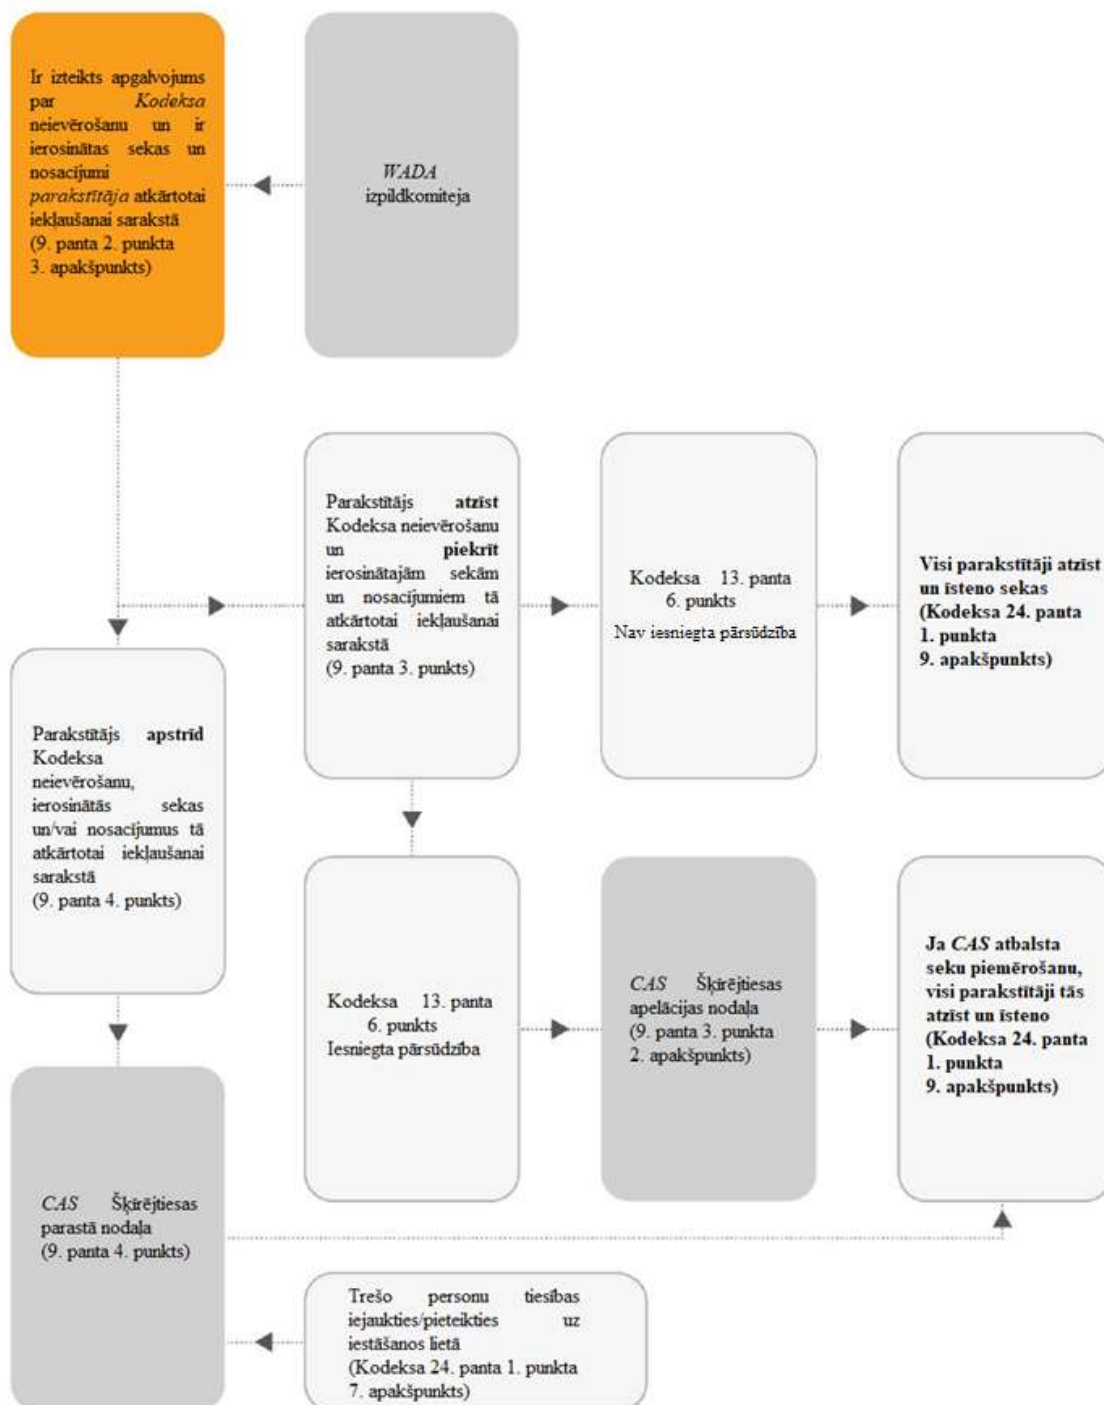 Ir izteikts apgalvojums
par Kodeksa
neievērošanu un ir
ierosinātas sekas un
nosacījumi
parakstītāja atkārtotai
iekļaušanai sarakstā
(9. panta 2. punkta
3. apakšpunkts)
WADA
izpildkomiteja
Parakstītājs atzīst
Kodeksa neievērošanu
un piekrīt
ierosinātajām sekām
un nosacījumiem tā
atkārtotai iekļaušanai
sarakstā
(9. panta 3. punkts)
Kodeksa 13. panta
6. punkts
Nav iesniegta pārsūdzība
Visi parakstītāji atzīst
un īsteno sekas
(Kodeksa 24. panta
1. punkta
9. apakšpunkts)
Parakstītājs apstrīd
Kodeksa
neievērošanu,
ierosinātās sekas
un/vai nosacījumus tā
atkārtotai iekļaušanai
sarakstā
(9. panta 4. punkts)
Kodeksa 13. panta
6. punkts
Iesniegta pārsūdzība
CAS Šķīrējtiesas
apelācijas nodaļa
(9. panta 3. punkta
2. apakšpunkts)
Ja CAS atbalsta
seku piemērošanu,
visi parakstītāji tās
atzīst un īsteno
(Kodeksa 24. panta
1. punkta
9. apakšpunkts)
CAS Šķīrējtiesas
parastā nodaļa
(9. panta 4. punkts)
Trešo personu tiesības
iejaukties/pieteikties uz
iestāšanos lietā
(Kodeksa 24. panta 1. punkta
7. apakšpunkts)